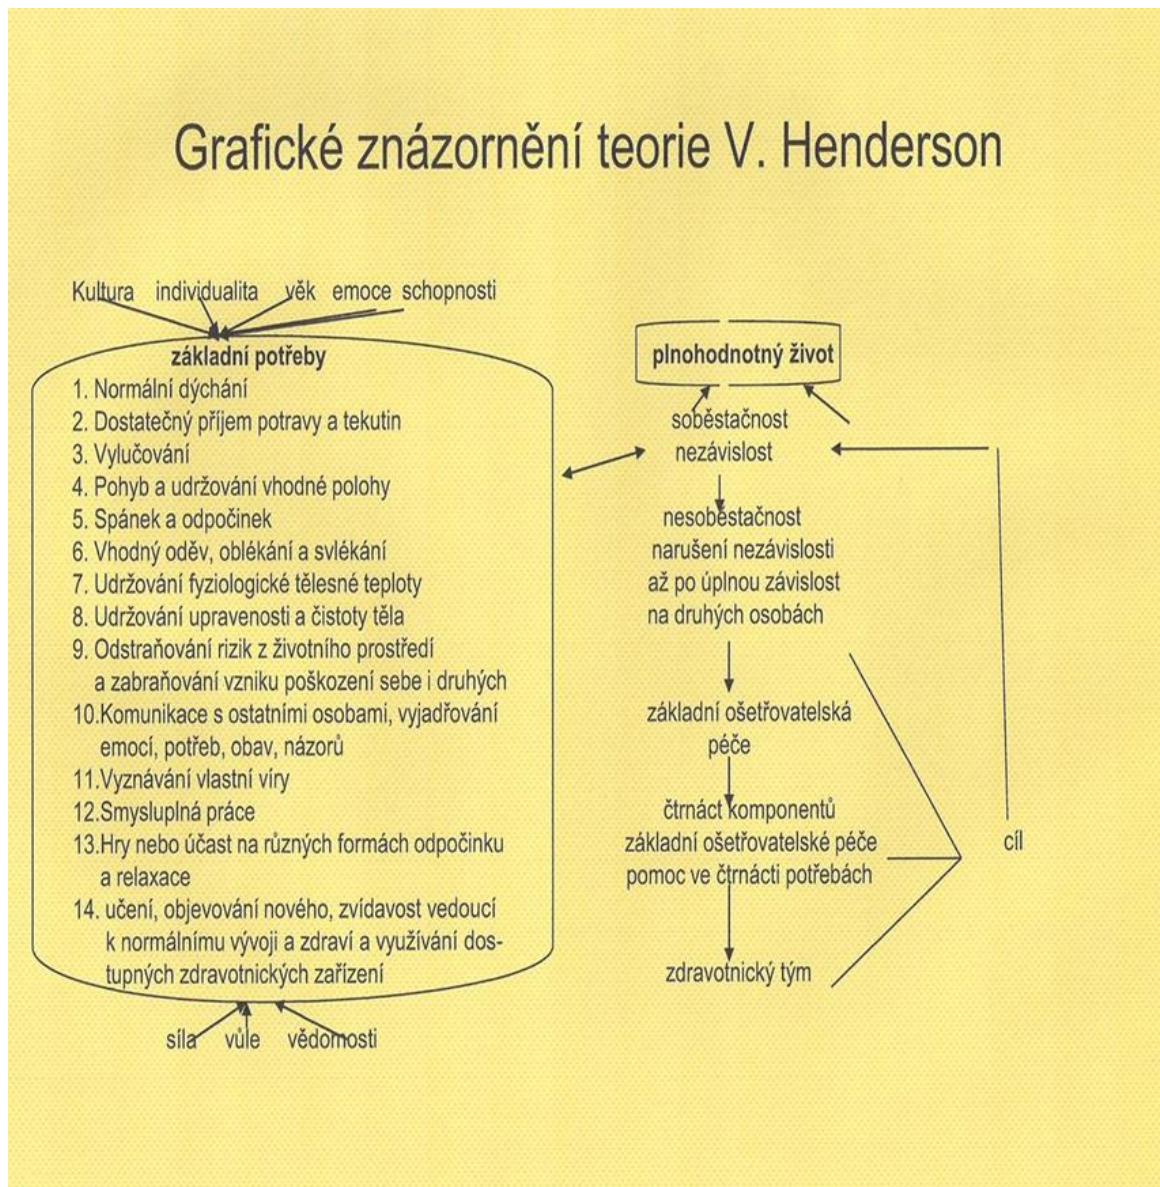 Grafické znázornění teorie V. Henderson
Kultura individualita věk emoce schopnosti
základní potřeby
1. Normální dýchání
2. Dostatečný příjem potravy a tekutin
3. Vylučování
4. Pohyb a udržování vhodné polohy
5. Spánek a odpočinek
6. Vhodný oděv, oblékání a svlékání
7. Udržování fyziologické tělesné teploty
8. Udržování upravenosti a čistoty těla
9. Odstraňování rizik z životního prostředí
a zabraňování vzniku poškození sebe i druhých
10.Komunikace s ostatními osobami, vyjadřování
emocí, potřeb, obav, názorů
11.Vyznávání vlastní víry
12.Smysluplná práce
13.Hry nebo účast na různých formách odpočinku
a relaxace
14. učení, objevování nového, zvídavost vedoucí
k normálnímu vývoji a zdraví a využívání dos-
tupných zdravotnických zařízení
síla vůle vědomosti
plnohodnotný život
soběstačnost
nezávislost
nesoběstačnost
narušení nezávislosti
až po úplnou závislost
na druhých osobách
základní ošetřovatelská
péče
čtrnáct komponentů
základní ošetřovatelské péče
pomoc ve čtrnácti potřebách
zdravotnický tým
cíl